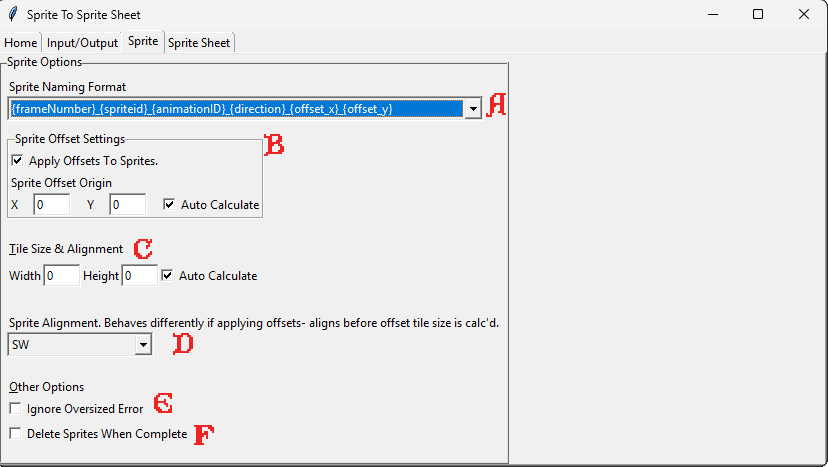 Sprite To Sprite Sheet
Home Input/Output Sprite Sprite Sheet
Sprite Options
Sprite Naming Format
{frameNumber}_{spriteid}_{animationID}_{direction}_{offset_x}_{offset_y} A
Sprite Offset Settings B
Apply Offsets To Sprites.
Sprite Offset Origin
X 0 Y 0 Auto Calculate
Tile Size & Alignment C
Width 0 Height 0 Auto Calculate
Sprite Alignment. Behaves differently if applying offsets- aligns before offset tile size is calc'd.
SW D
Other Options
Ignore Oversized Error E
Delete Sprites When Complete F